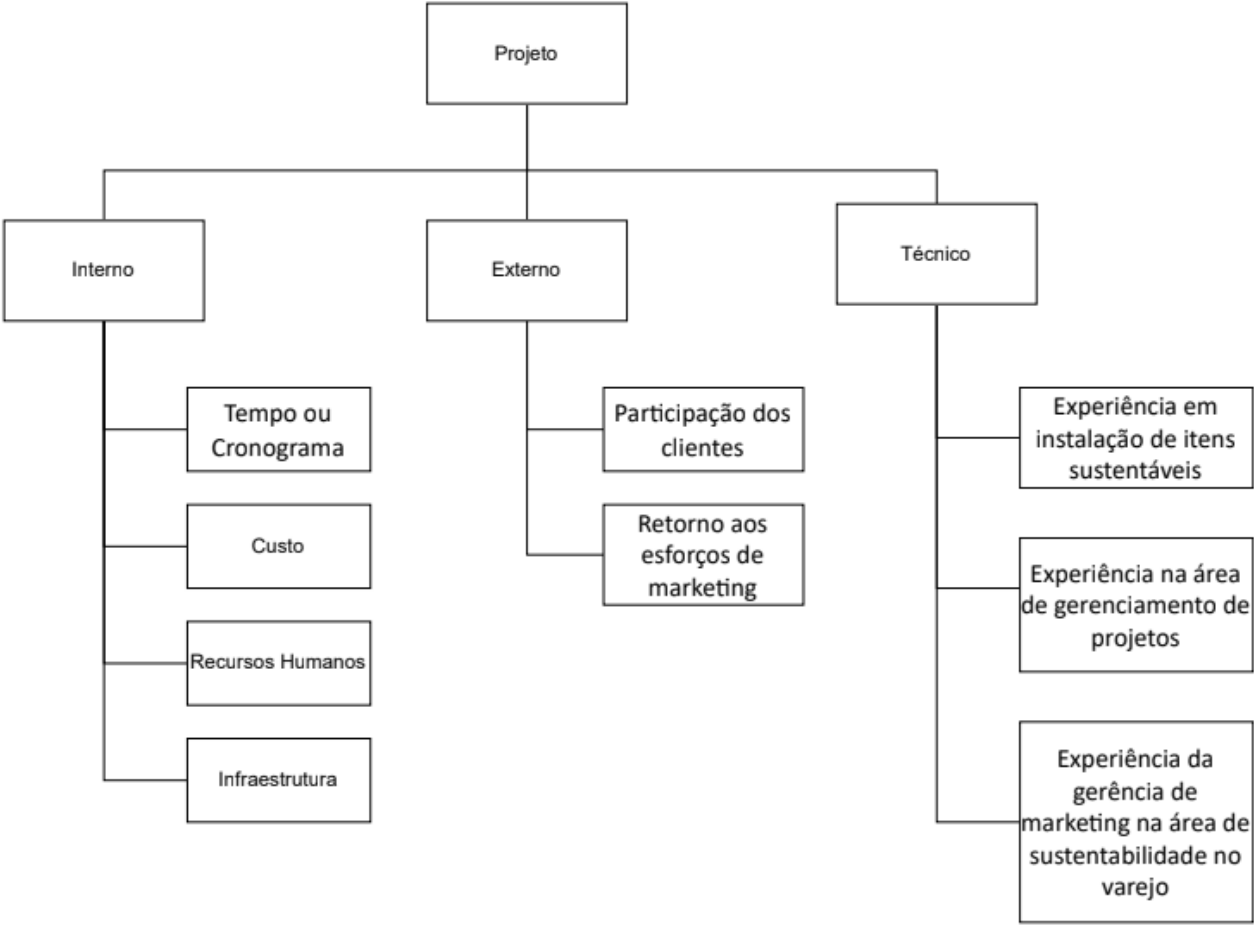 Projeto
Interno
Externo
Técnico
Tempo ou
Cronograma
Custo
Recursos Humanos
Infraestrutura
Participação dos
clientes
Retorno aos
esforços de
marketing
Experiência em
instalação de itens
sustentáveis
Experiência na área
de gerenciamento de
projetos
Experiência da
gerência de
marketing na área de
sustentabilidade no
varejo